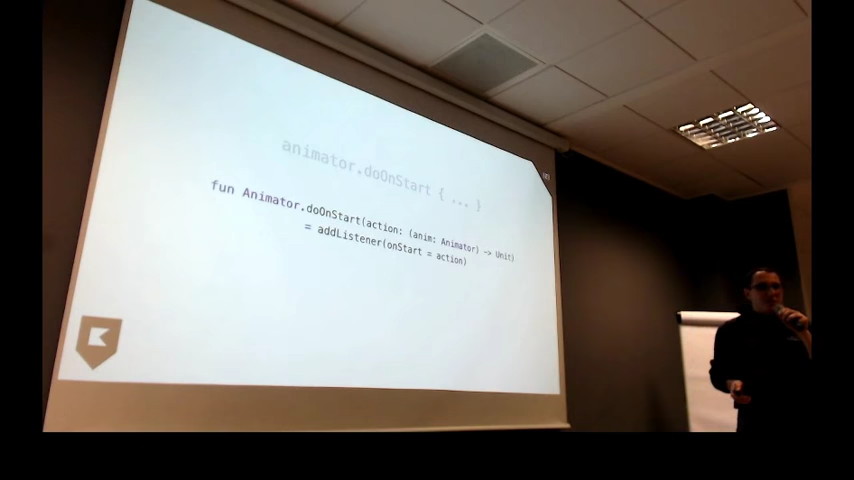 animator.doOnStart { ... }
fun Animator.doOnStart(action: (anim: Animator) -> Unit)
= addListener(onStart = action)